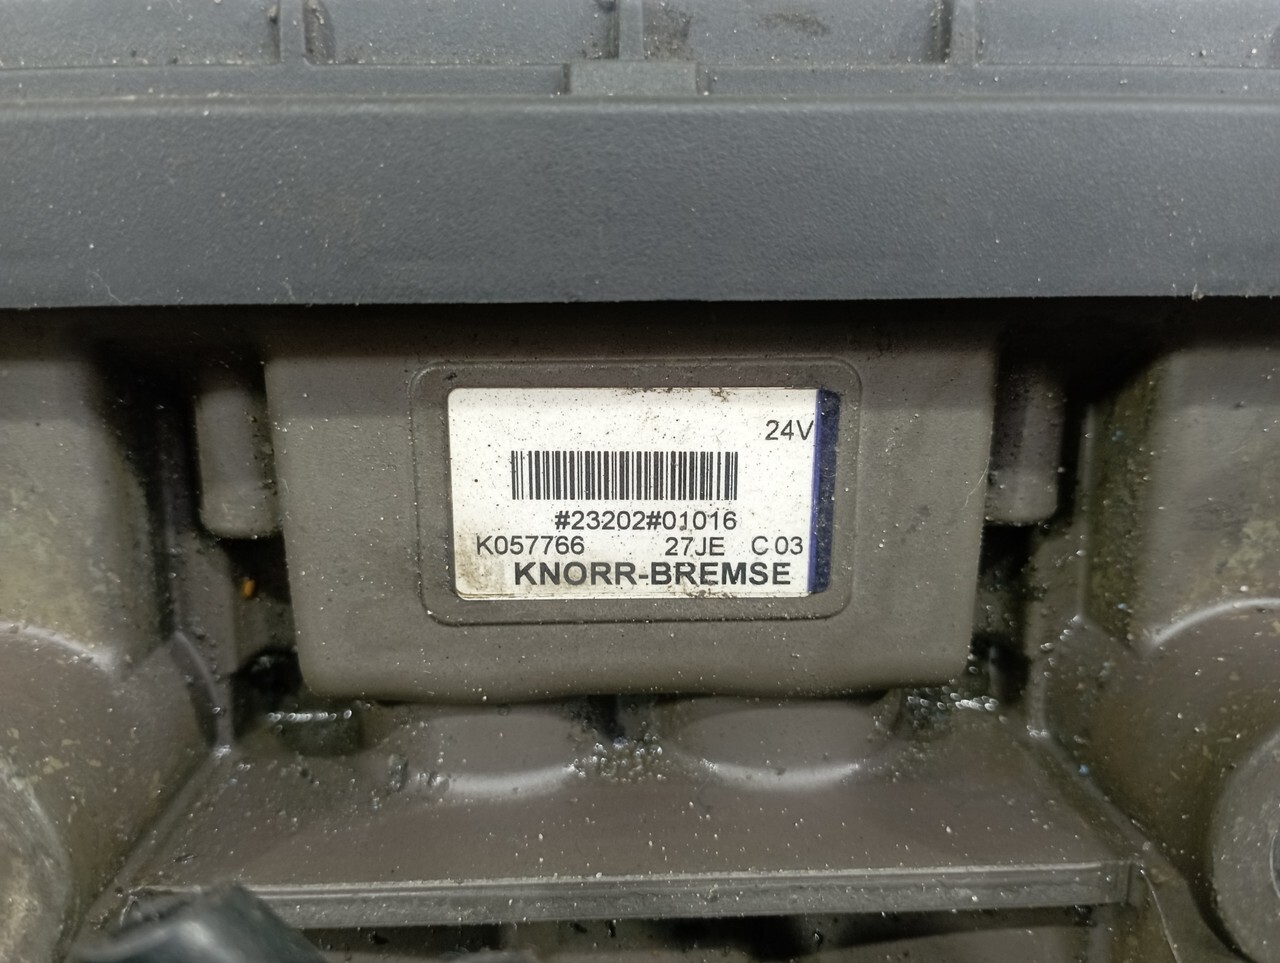 24V
#23202#01016
K057766 27JE C 03
KNORR-BREMSE